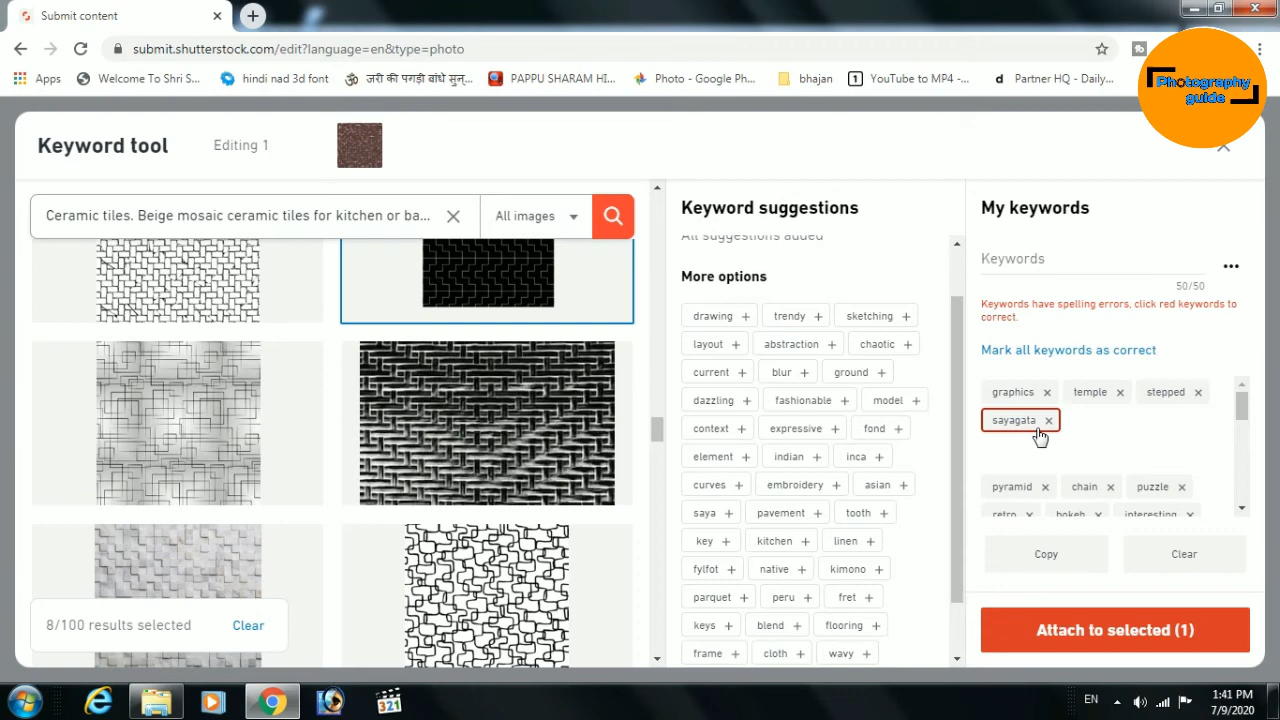 Submit content
submit.shutterstock.com/edit?language=en&type=photo
Apps Welcome To Shri S... hindi nad 3d font जरी की पगड़ी बांधे सुन्... PAPPU SHARAM HI... Photo - Google Ph... bhajan YouTube to MP4 -... Partner HQ - Daily...
Photography
guide
Keyword tool Editing 1
Ceramic tiles. Beige mosaic ceramic tiles for kitchen or ba... All images
8/100 results selected Clear
Keyword suggestions
All suggestions added
More options
drawing + trendy + sketching +
layout + abstraction + chaotic +
current + blur + ground +
dazzling + fashionable + model +
context + expressive + fond +
element + indian + inca +
curves + embroidery + asian +
saya + pavement + tooth +
key + kitchen + linen +
fylfot + native + kimono +
parquet + peru + fret +
keys + blend + flooring +
frame + cloth + wavy +
My keywords
Keywords
50/50
Keywords have spelling errors, click red keywords to
correct.
Mark all keywords as correct
graphics × temple × stepped ×
sayagata ×
pyramid × chain × puzzle ×
retro × bokeh × interesting ×
Copy Clear
Attach to selected (1)
321
EN
1:41 PM
7/9/2020